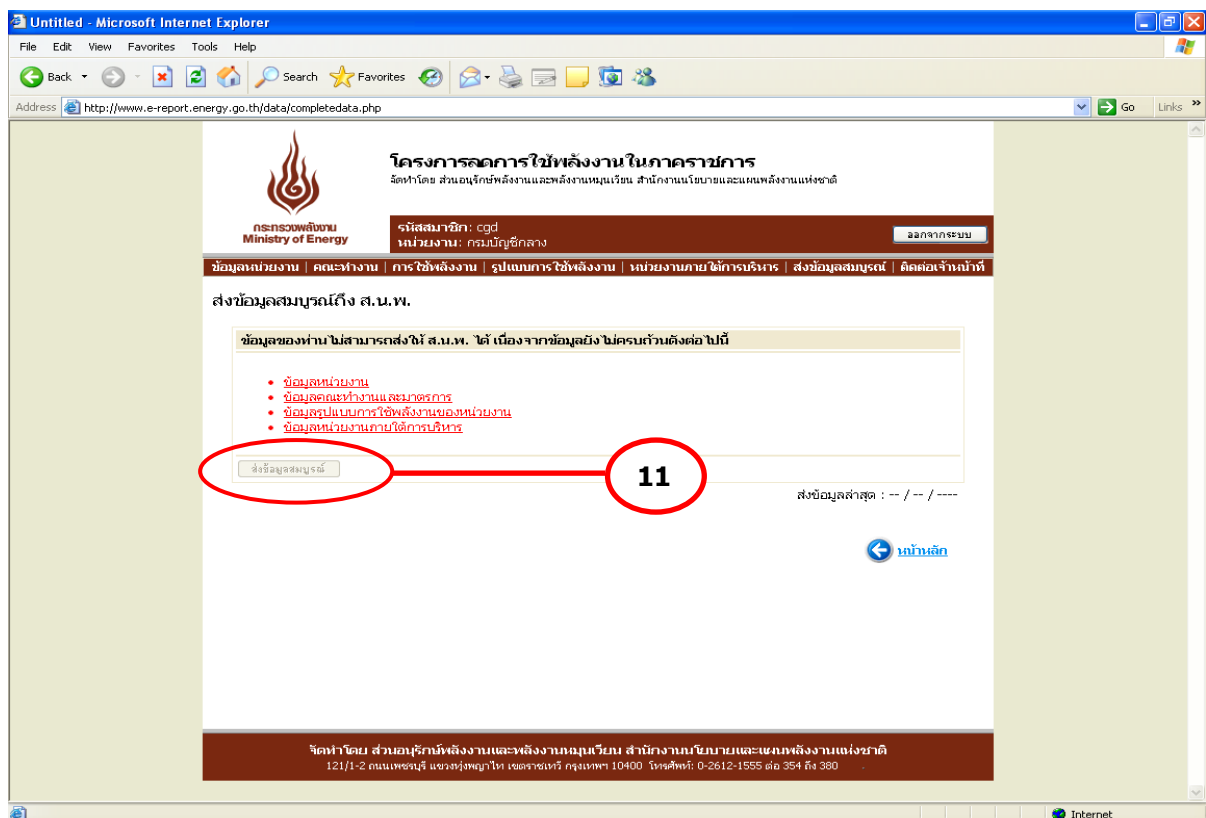 Untitled - Microsoft Internet Explorer
File Edit View Favorites Tools Help
Back Search Favorites
Address http://www.e-report.energy.go.th/data/completedata.php Go Links »
โครงการลดการใช้พลังงานในภาคราชการ
จัดทำโดย ส่วนอนุรักษ์พลังงานและพลังงานหมุนเวียน สำนักงานนโยบายและแผนพลังงานแห่งชาติ
กระทรวงพลังงาน
Ministry of Energy
รหัสสมาชิก: cgd
หน่วยงาน: กรมบัญชีกลาง
ออกจากระบบ
ข้อมูลหน่วยงาน | คณะทำงาน | การใช้พลังงาน | รูปแบบการใช้พลังงาน | หน่วยงานภายใต้การบริหาร | ส่งข้อมูลสมบูรณ์ | ติดต่อเจ้าหน้าที่
ส่งข้อมูลสมบูรณ์ถึง ส.น.พ.
ข้อมูลของท่านไม่สามารถส่งให้ ส.น.พ. ได้ เนื่องจากข้อมูลยังไม่ครบถ้วนดังต่อไปนี้
• ข้อมูลหน่วยงาน
• ข้อมูลคณะทำงานและมาตรการ
• ข้อมูลรูปแบบการใช้พลังงานของหน่วยงาน
• ข้อมูลหน่วยงานภายใต้การบริหาร
ส่งข้อมูลสมบูรณ์
11
ส่งข้อมูลล่าสุด : -- / -- / ----
หน้าหลัก
จัดทำโดย ส่วนอนุรักษ์พลังงานและพลังงานหมุนเวียน สำนักงานนโยบายและแผนพลังงานแห่งชาติ
121/1-2 ถนนเพชรบุรี แขวงทุ่งพญาไท เขตราชเทวี กรุงเทพฯ 10400 โทรศัพท์: 0-2612-1555 ต่อ 354 ถึง 380
Internet